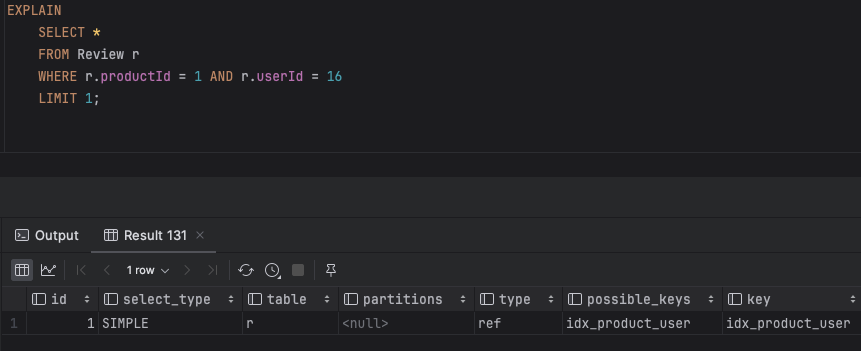 EXPLAIN
SELECT *
FROM Review r
WHERE r.productId = 1 AND r.userId = 16
LIMIT 1;
Output
Result 131
1 row
id select_type table partitions type possible_keys key
1 1 SIMPLE r <null> ref idx_product_user idx_product_user